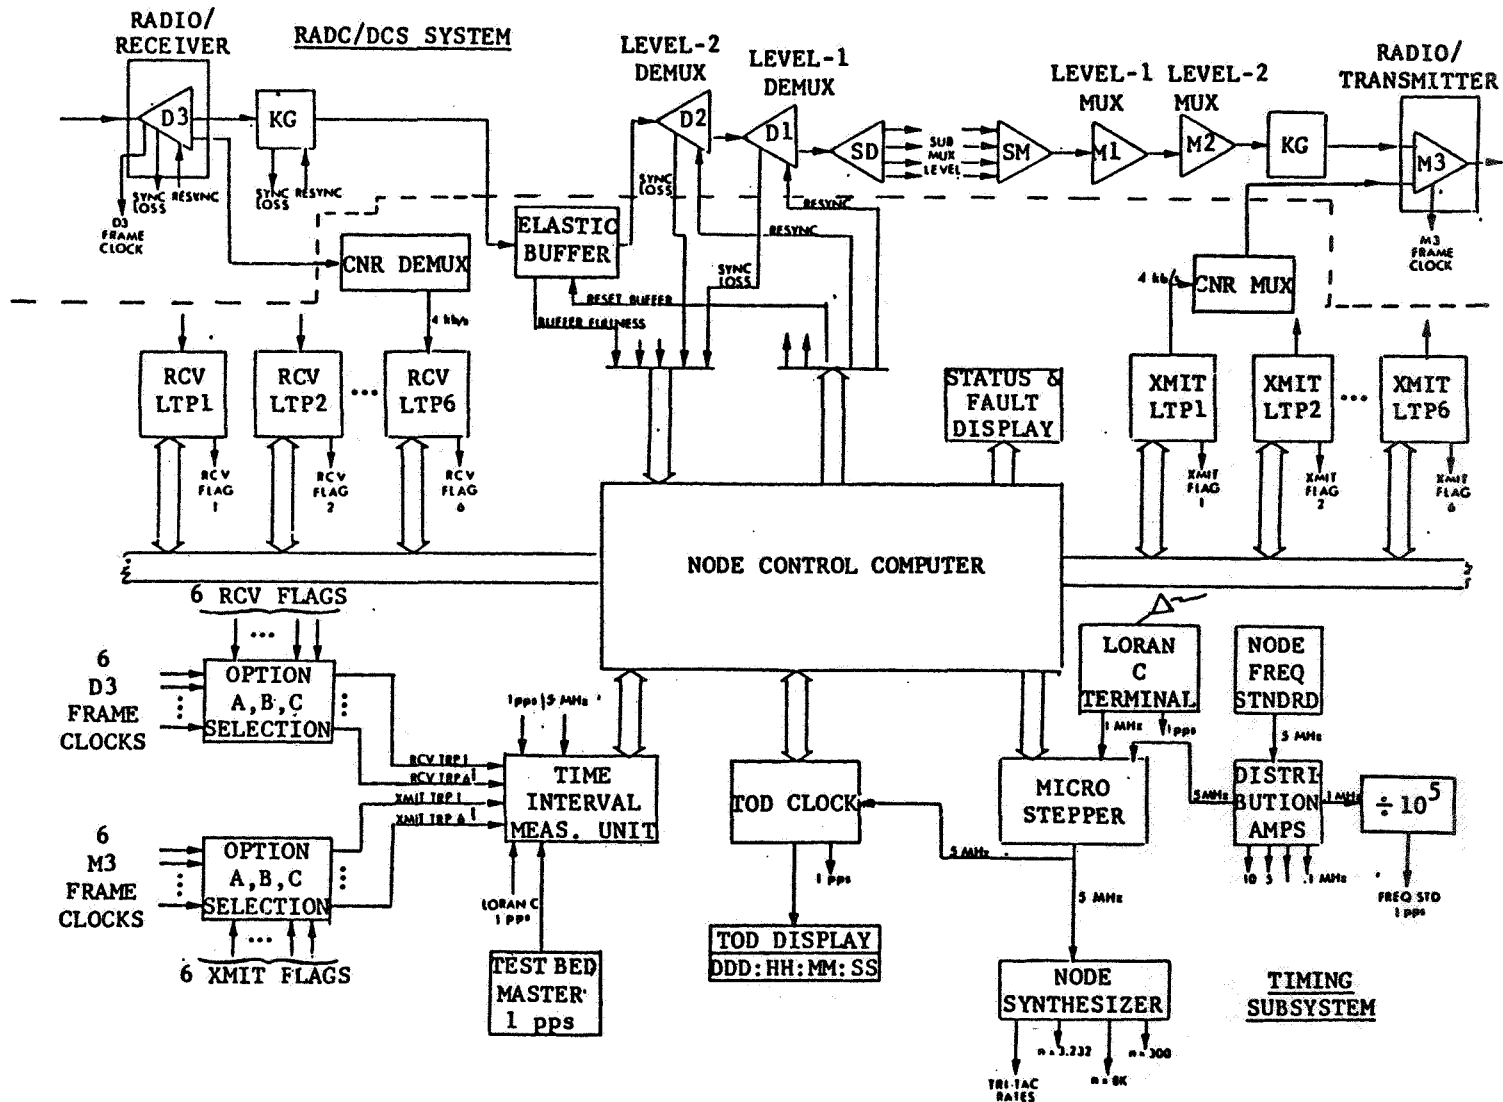 RADIO/
RECEIVER
RADC/DCS SYSTEM
LEVEL-2
DEMUX
LEVEL-1
DEMUX
LEVEL-1
MUX
LEVEL-2
MUX
RADIO/
TRANSMITTER
D3
KG
D2
D1
SD
SUB
MUX
LEVEL
SM
M1
M2
KG
M3
SYNC
LOSS
RESYNC
SYNC
LOSS
RESYNC
D3
FRAME
CLOCK
SYNC
LOSS
RESYNC
RESYNC
SYNC
LOSS
M3
FRAME
CLOCK
ELASTIC
BUFFER
CNR DEMUX
4 kb/s
CNR MUX
RESET BUFFER
BUFFER FULLNESS
4 kb/s
RCV
LTP1
RCV
LTP2
•••
RCV
LTP6
STATUS &
FAULT
DISPLAY
XMIT
LTP1
XMIT
LTP2
•••
XMIT
LTP6
RCV
FLAG
1
RCV
FLAG
2
RCV
FLAG
6
XMIT
FLAG
1
XMIT
FLAG
2
XMIT
FLAG
6
NODE CONTROL COMPUTER
6 RCV FLAGS
•••
6
D3
FRAME
CLOCKS
OPTION
A,B,C
SELECTION
1 pps
5 MHz
RCV TRP 1
RCV TRP 6
XMIT TRP 1
XMIT TRP 6
TIME
INTERVAL
MEAS. UNIT
6
M3
FRAME
CLOCKS
OPTION
A,B,C
SELECTION
•••
6 XMIT FLAGS
LORAN C
1 pps
TEST BED
MASTER
1 pps
TOD CLOCK
1 pps
TOD DISPLAY
DDD:HH:MM:SS
LORAN
C
TERMINAL
1 MHz
1 pps
NODE
FREQ
STNDRD
5 MHz
MICRO
STEPPER
5 MHz
DISTRI-
BUTION
AMPS
.1 MHz
÷ 10⁵
10 5 1 .1 MHz
FREQ STD
1 pps
5 MHz
5 MHz
NODE
SYNTHESIZER
n = 3.232
n = 300
n = 8K
TRI-TAC
RATES
TIMING
SUBSYSTEM